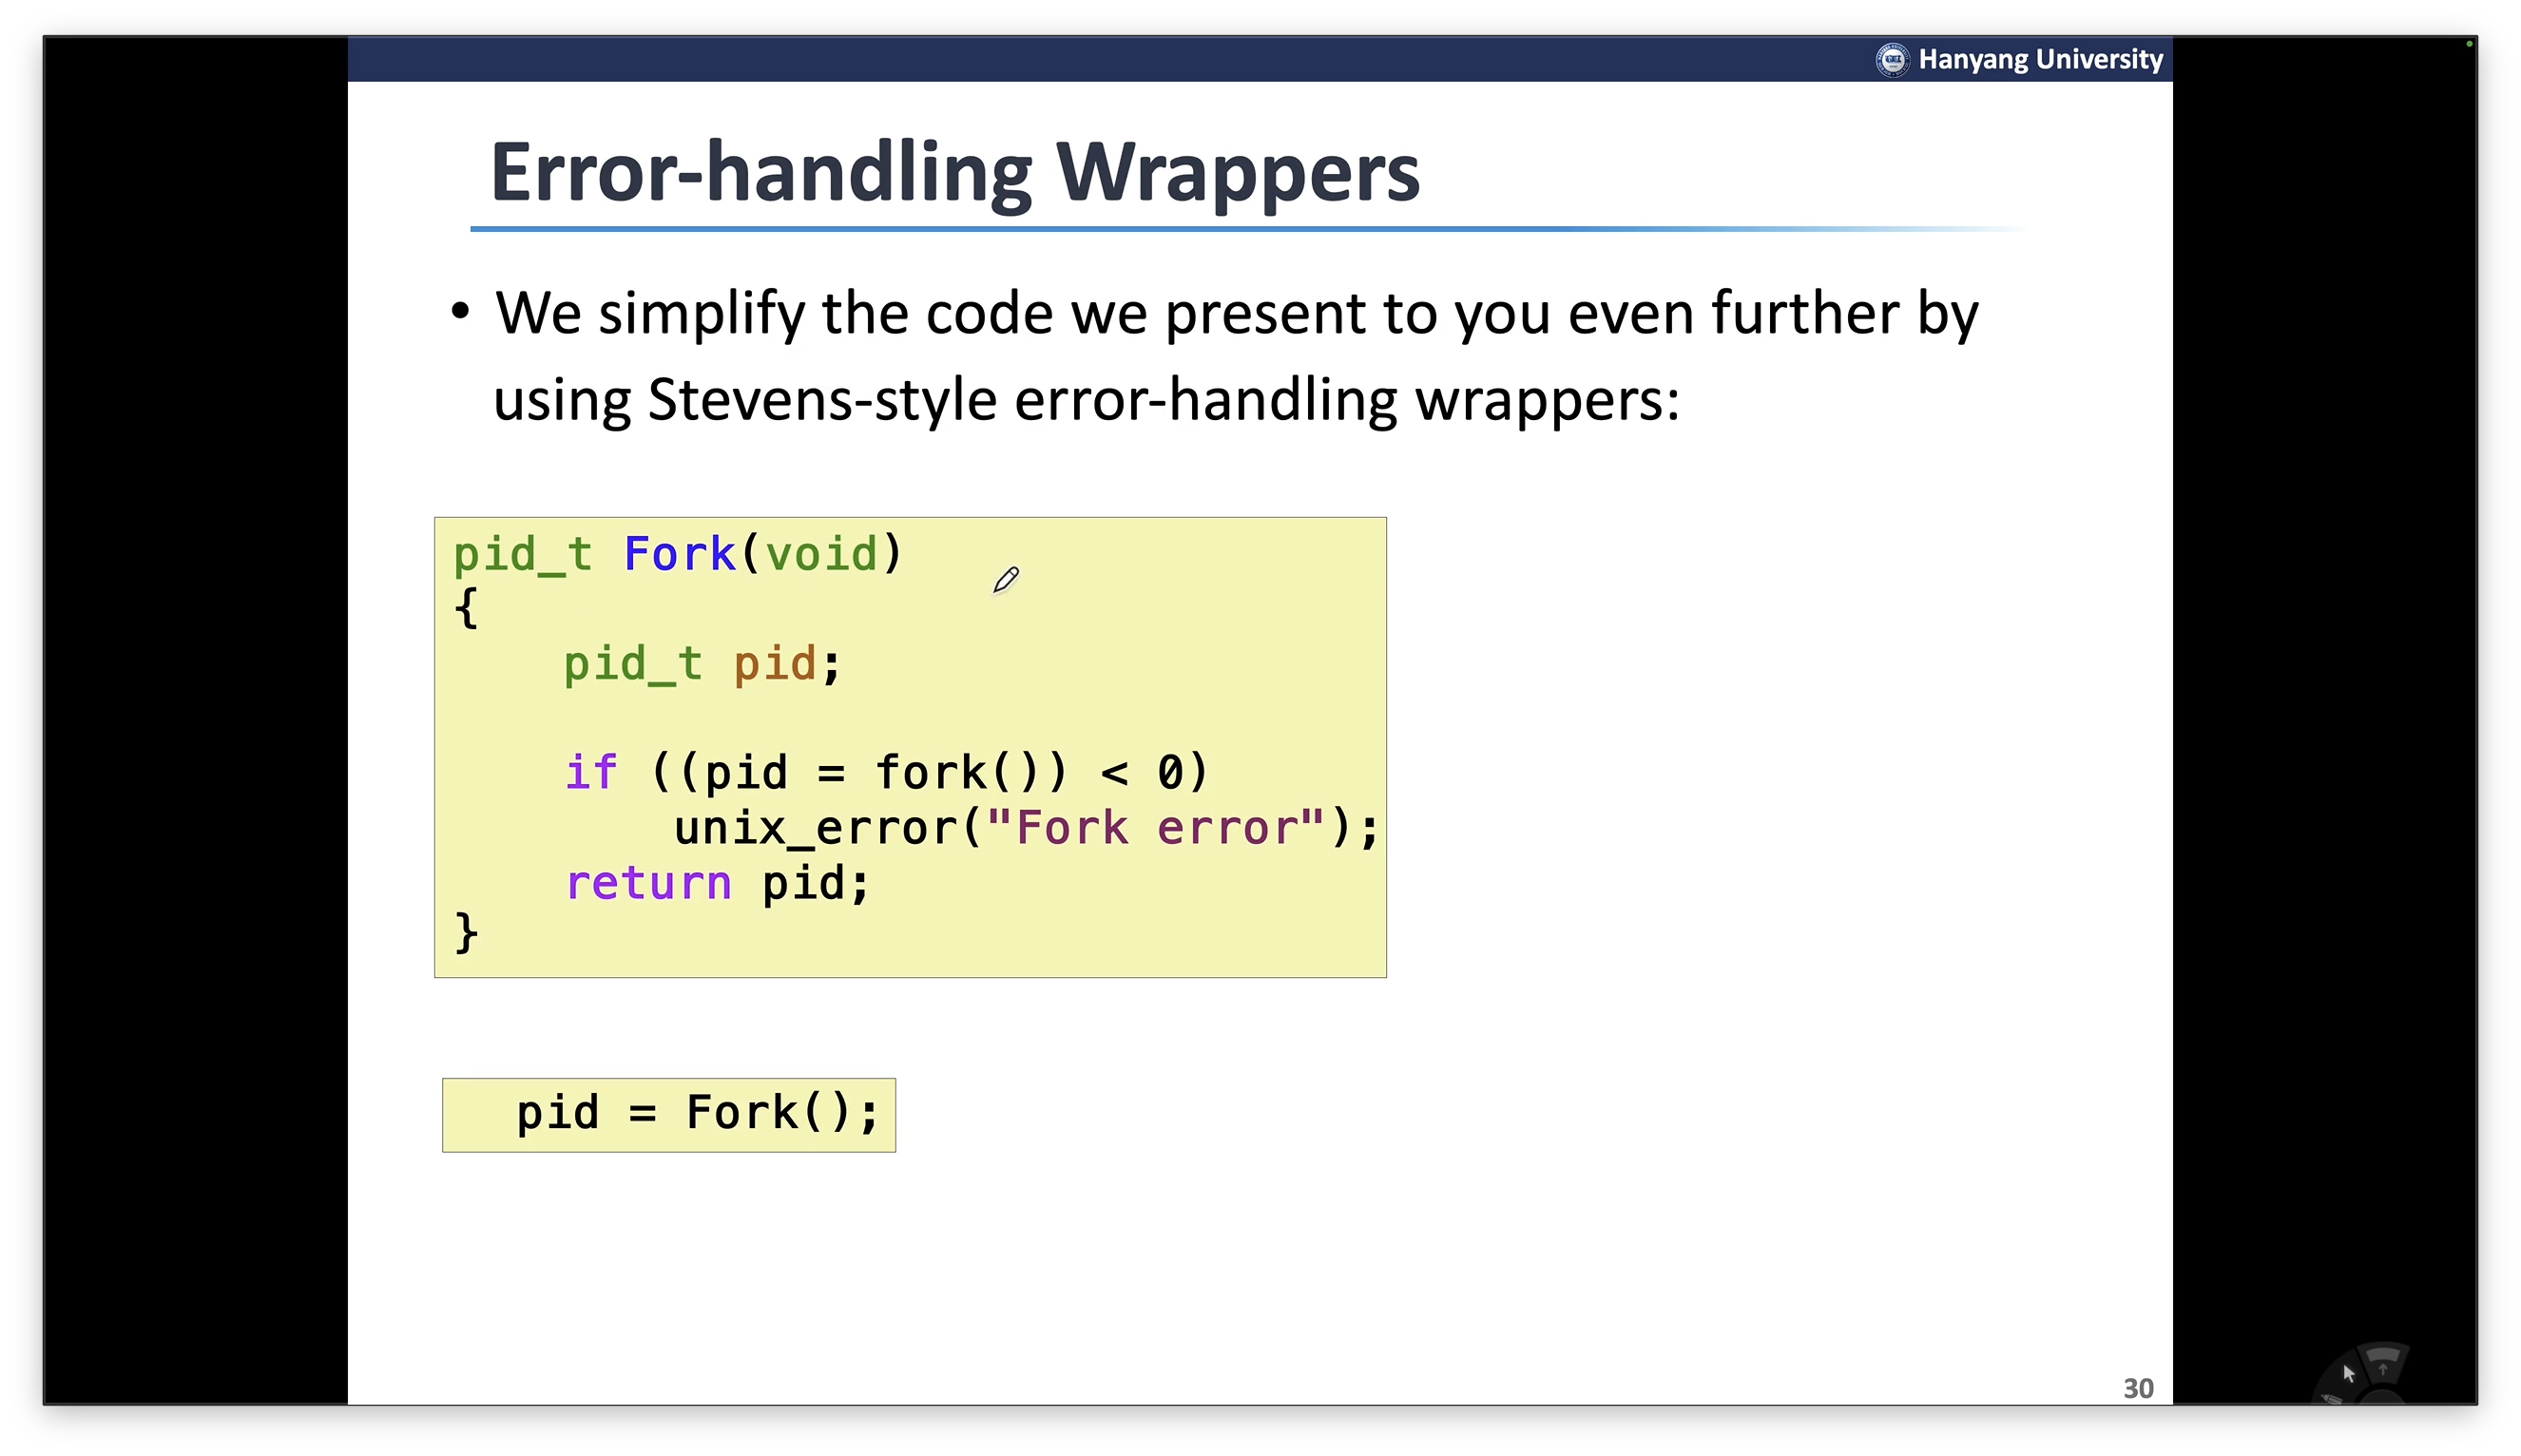 Hanyang University
Error-handling Wrappers
• We simplify the code we present to you even further by
using Stevens-style error-handling wrappers:
pid_t Fork(void)
{
    pid_t pid;
    if ((pid = fork()) < 0)
        unix_error("Fork error");
    return pid;
}
pid = Fork();
30